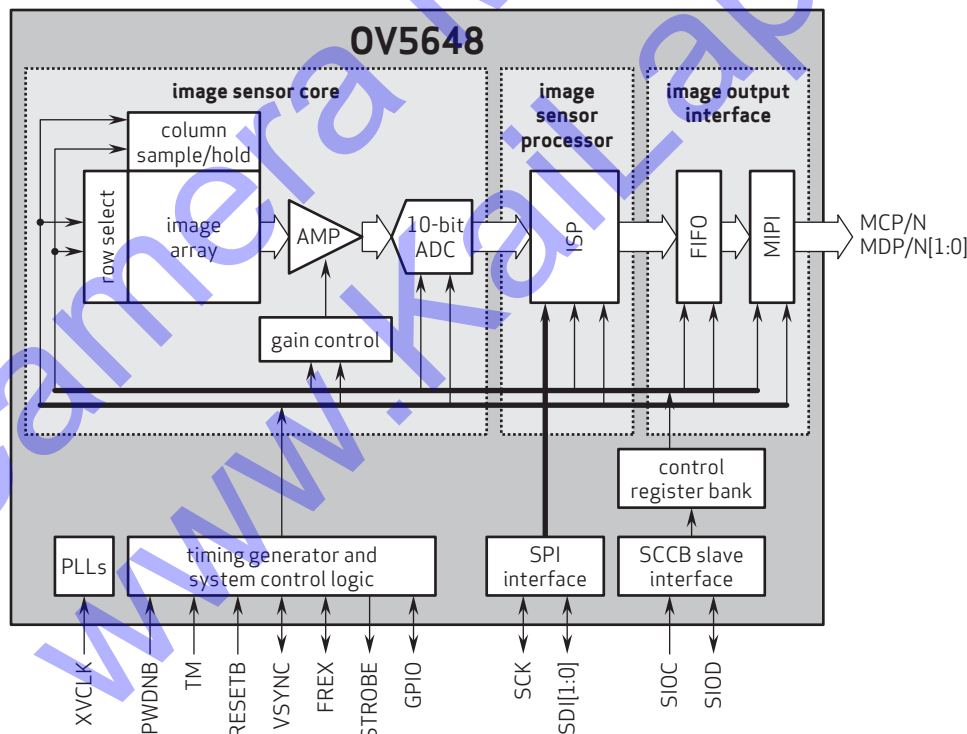 OV5648
image sensor core
image
sensor
processor
image output
interface
column
sample/hold
row select
image
array
AMP
10-bit
ADC
ISP
FIFO
MIPI
MCP/N
MDP/N[1:0]
gain control
control
register bank
PLLs
timing generator and
system control logic
SPI
interface
SCCB slave
interface
XVCLK
PWDNB
TM
RESETB
VSYNC
FREX
STROBE
GPIO
SCK
SDI[1:0]
SIOC
SIOD
Camera
www.KaiLap